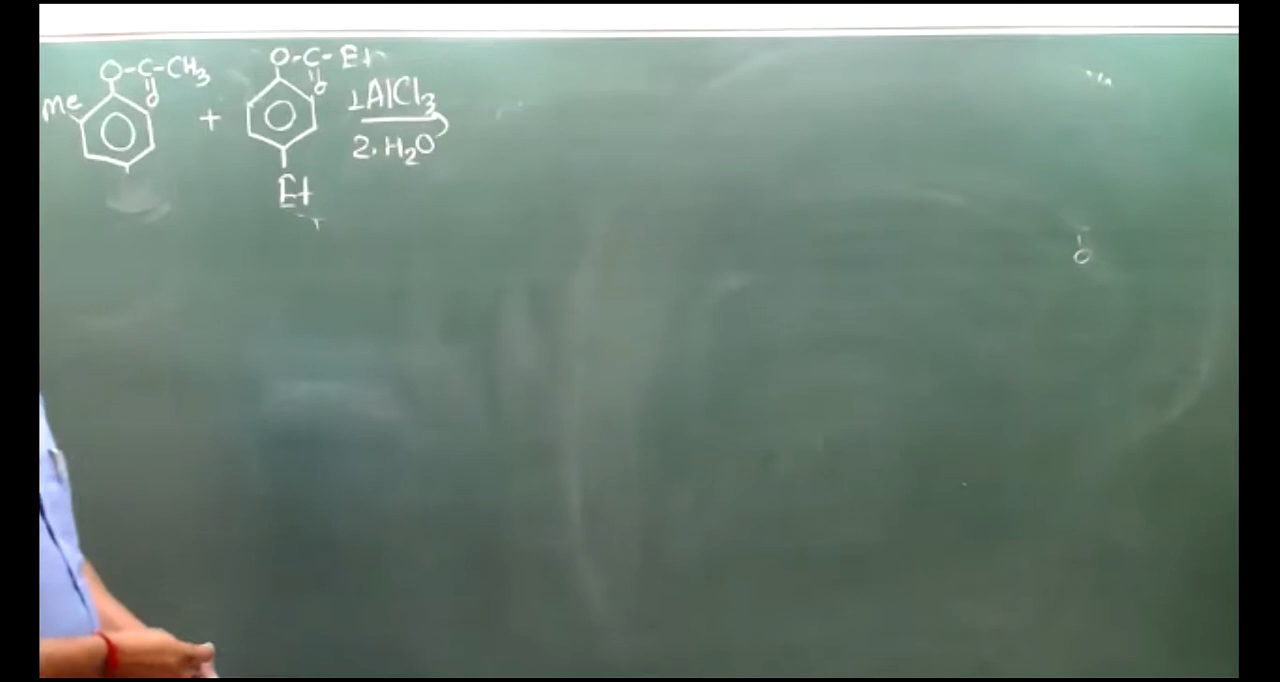 O-C-CH3
O
Me
+
O-C-Et
O
Et
1 AlCl3
2. H2O
O